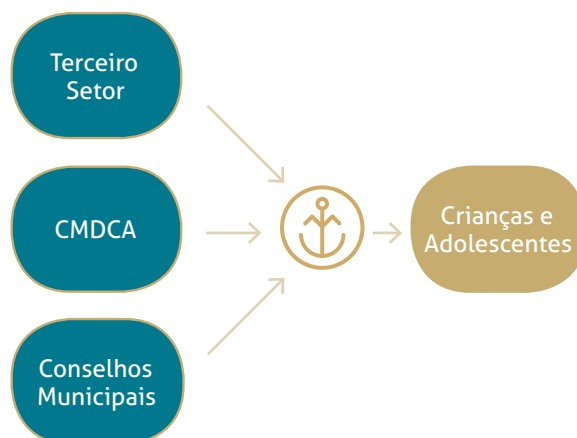 Terceiro
Setor
CMDCA
Conselhos
Municipais
Crianças e
Adolescentes